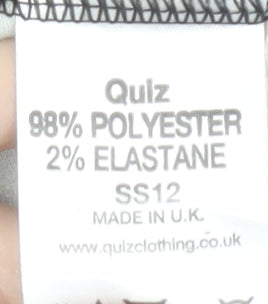 Quiz
98% POLYESTER
2% ELASTANE
SS12
MADE IN U.K.
www.quizclothing.co.uk